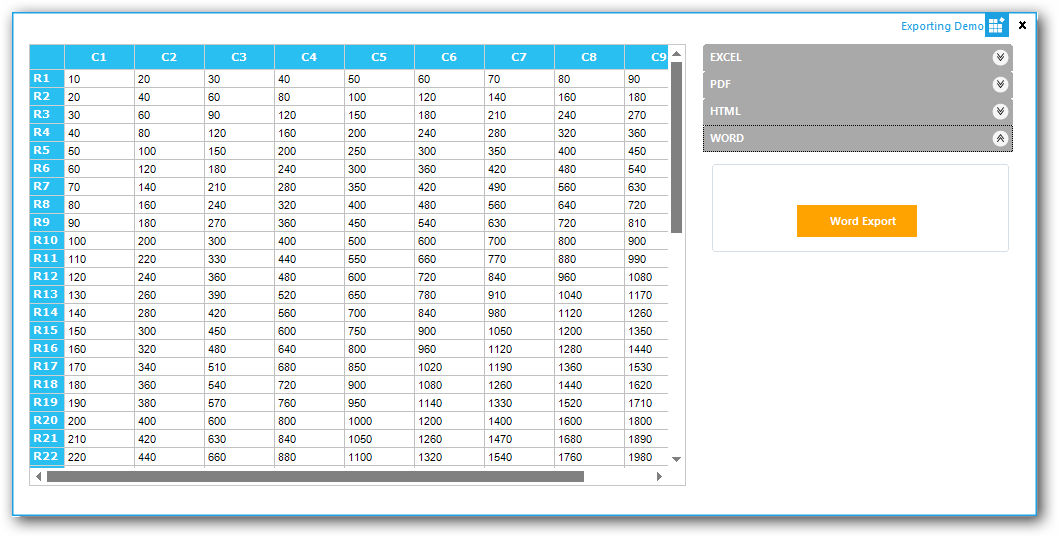 Exporting Demo x
C1 C2 C3 C4 C5 C6 C7 C8 C9
R1 10 20 30 40 50 60 70 80 90
R2 20 40 60 80 100 120 140 160 180
R3 30 60 90 120 150 180 210 240 270
R4 40 80 120 160 200 240 280 320 360
R5 50 100 150 200 250 300 350 400 450
R6 60 120 180 240 300 360 420 480 540
R7 70 140 210 280 350 420 490 560 630
R8 80 160 240 320 400 480 560 640 720
R9 90 180 270 360 450 540 630 720 810
R10 100 200 300 400 500 600 700 800 900
R11 110 220 330 440 550 660 770 880 990
R12 120 240 360 480 600 720 840 960 1080
R13 130 260 390 520 650 780 910 1040 1170
R14 140 280 420 560 700 840 980 1120 1260
R15 150 300 450 600 750 900 1050 1200 1350
R16 160 320 480 640 800 960 1120 1280 1440
R17 170 340 510 680 850 1020 1190 1360 1530
R18 180 360 540 720 900 1080 1260 1440 1620
R19 190 380 570 760 950 1140 1330 1520 1710
R20 200 400 600 800 1000 1200 1400 1600 1800
R21 210 420 630 840 1050 1260 1470 1680 1890
R22 220 440 660 880 1100 1320 1540 1760 1980
EXCEL
PDF
HTML
WORD
Word Export